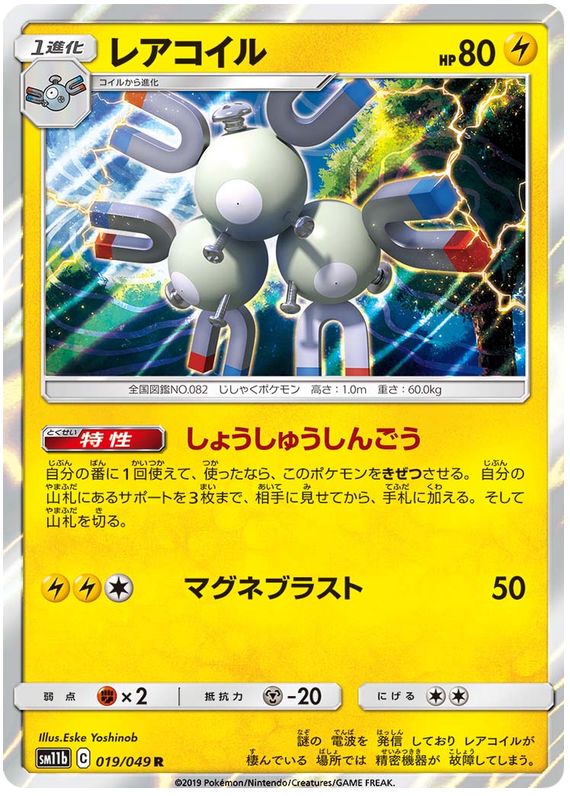 1進化 レアコイル HP80
コイルから進化
全国図鑑NO.082 じしゃくポケモン 高さ：1.0m 重さ：60.0kg
とくせい
特性 しょうしゅうしんごう
自分の番に1回使えて、使ったなら、このポケモンをきぜつさせる。自分の
山札にあるサポートを3枚まで、相手に見せてから、手札に加える。そして
山札を切る。
マグネブラスト 50
弱点 ×2 抵抗力 -20 にげる
Illus.Eske Yoshinob
謎の電波を発信しておりレアコイルが
棲んでいる場所では精密機器が故障してしまう。
sm11b C 019/049 R
©2019 Pokémon/Nintendo/Creatures/GAME FREAK.